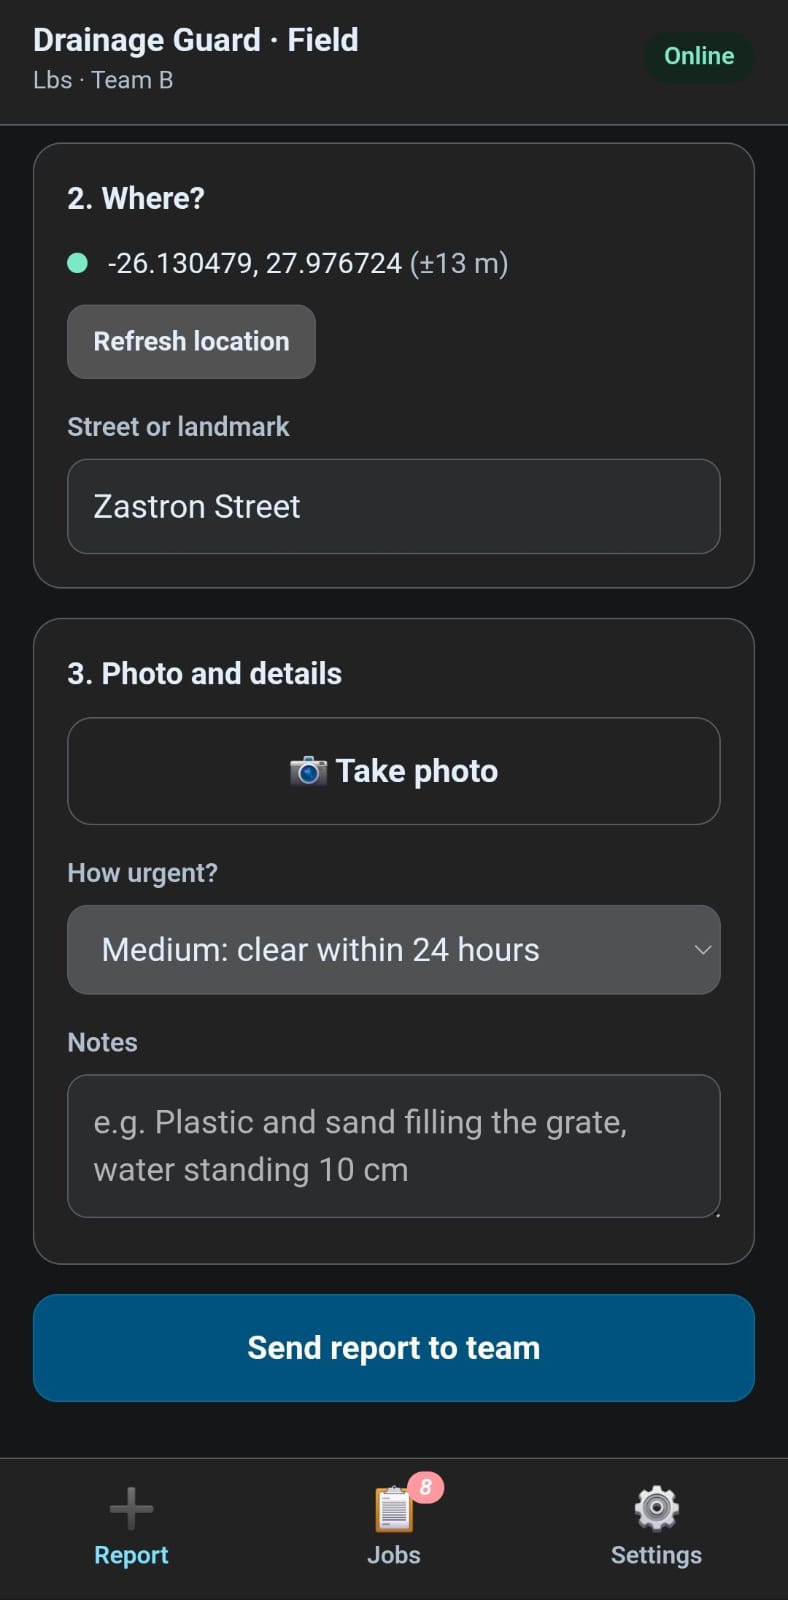 Drainage Guard · Field
Lbs · Team B
Online
2. Where?
-26.130479, 27.976724 (±13 m)
Refresh location
Street or landmark
Zastron Street
3. Photo and details
Take photo
How urgent?
Medium: clear within 24 hours
Notes
e.g. Plastic and sand filling the grate,
water standing 10 cm
Send report to team
8
Report
Jobs
Settings